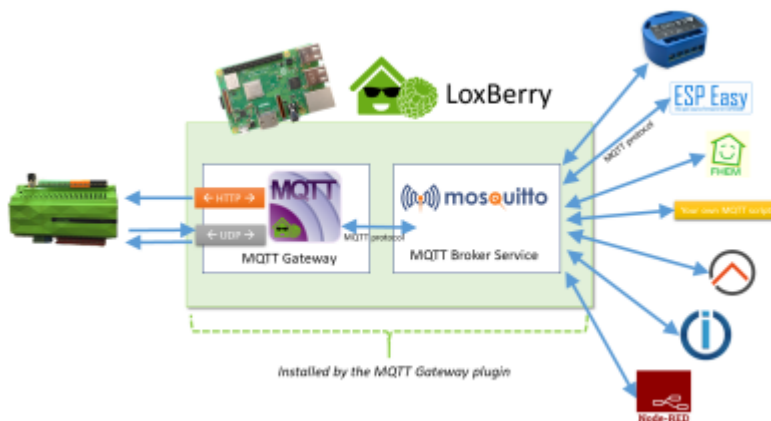 LoxBerry
ESP Easy
MQTT protocol
FHEM
← HTTP →
MQTT
mosquitto
Your own MQTT script
← UDP →
MQTT protocol
MQTT Gateway
MQTT Broker Service
Installed by the MQTT Gateway plugin
Node-RED